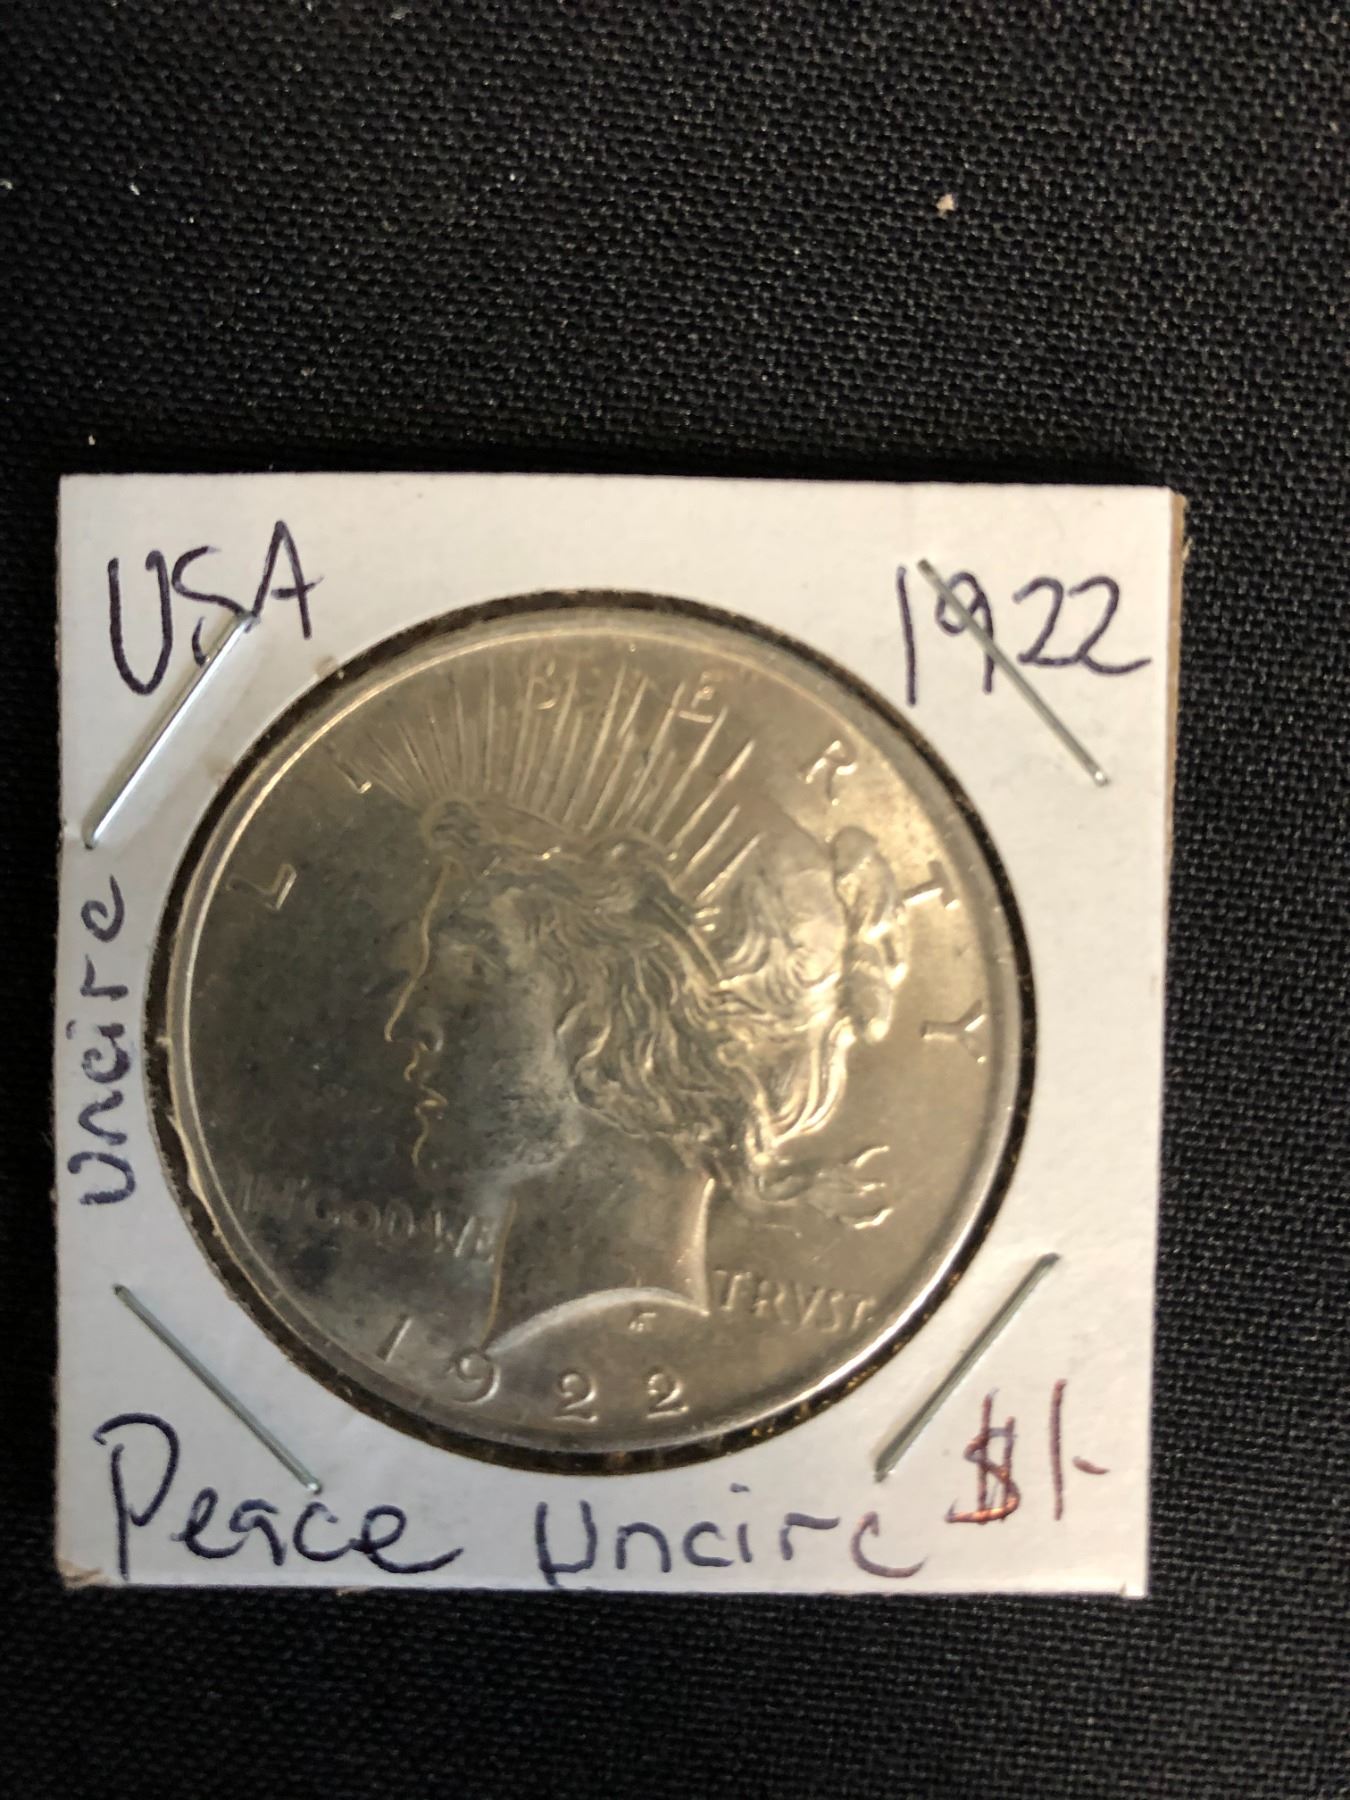 USA
1922
uncirc
LIBERTY
IN GOD WE
TRVST
1922
Peace uncirc
$1.